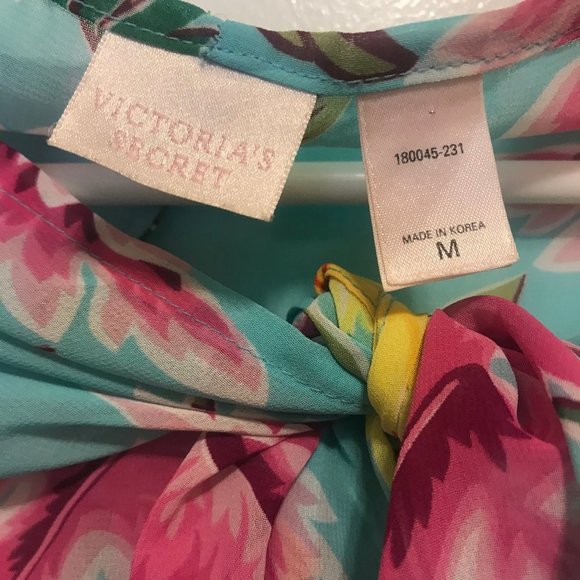 VICTORIA'S
SECRET
180045-231
MADE IN KOREA
M